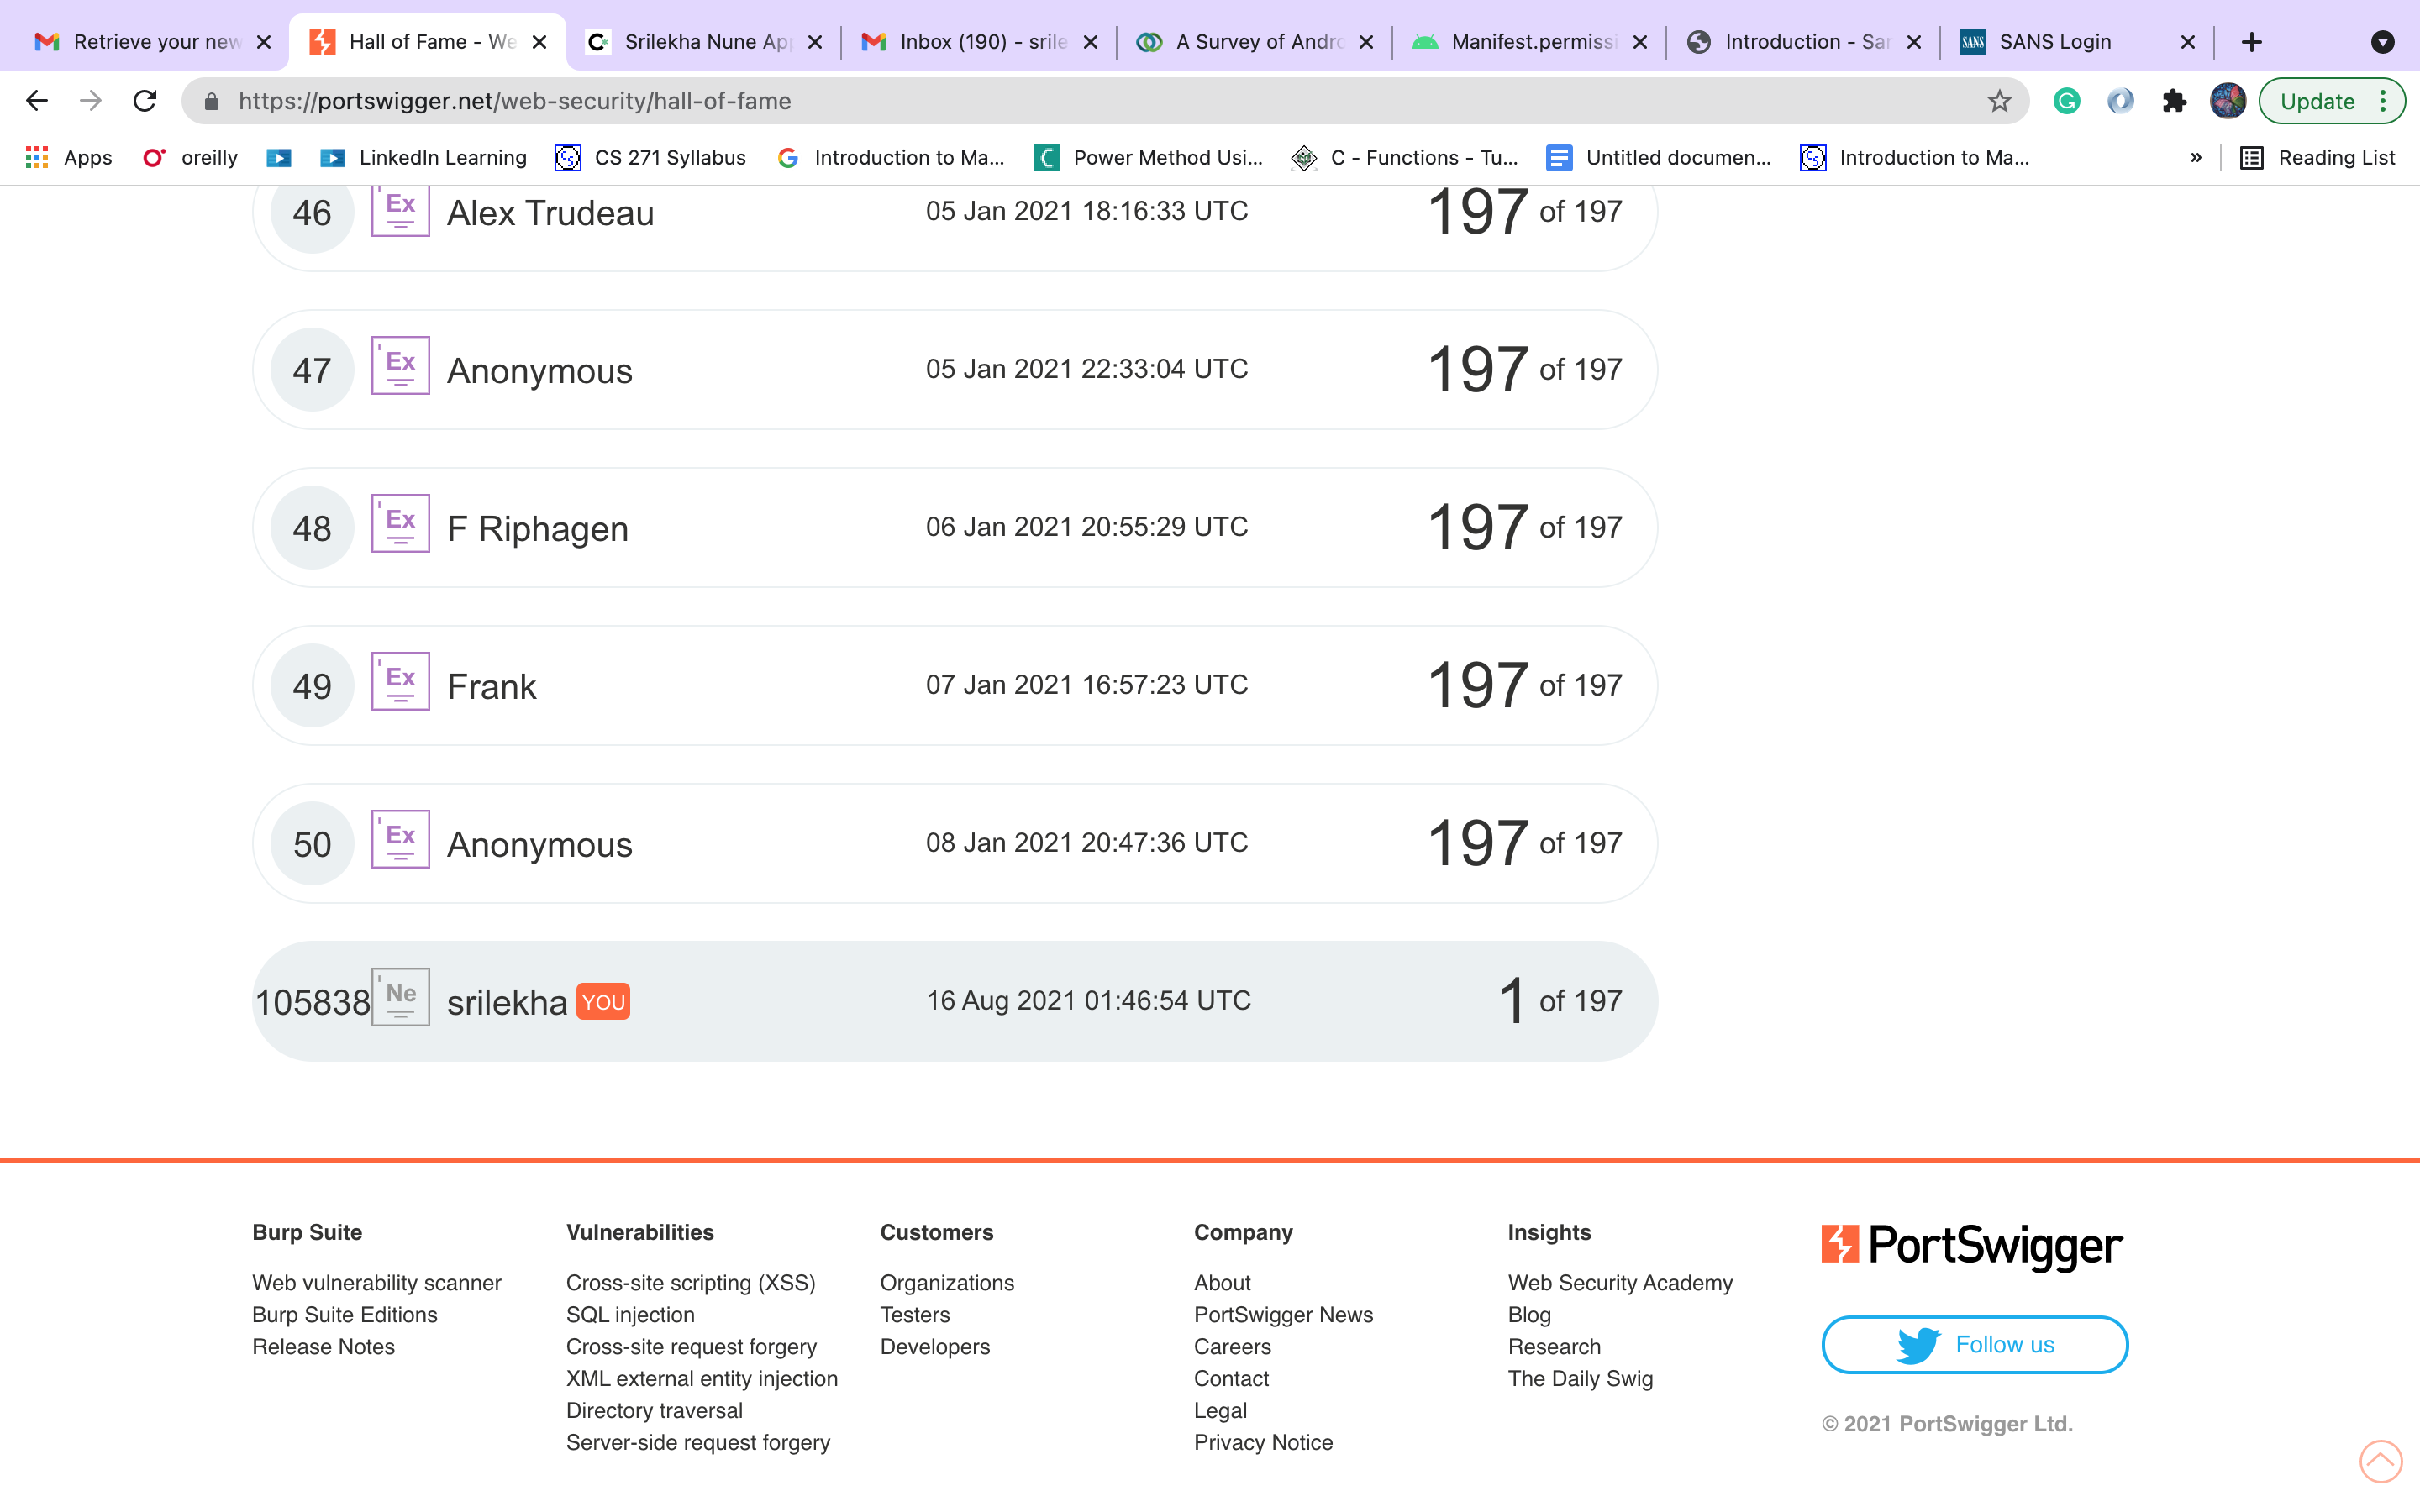 Retrieve your new
Hall of Fame - We
Srilekha Nune App
Inbox (190) - srile
A Survey of Andro
Manifest.permissi
Introduction - Sa
SANS SANS Login
https://portswigger.net/web-security/hall-of-fame
Update
Apps
oreilly
LinkedIn Learning
CS 271 Syllabus
Introduction to Ma...
Power Method Usi...
C - Functions - Tu...
Untitled documen...
Introduction to Ma...
»
Reading List
46 Ex Alex Trudeau 05 Jan 2021 18:16:33 UTC 197 of 197
47 Ex Anonymous 05 Jan 2021 22:33:04 UTC 197 of 197
48 Ex F Riphagen 06 Jan 2021 20:55:29 UTC 197 of 197
49 Ex Frank 07 Jan 2021 16:57:23 UTC 197 of 197
50 Ex Anonymous 08 Jan 2021 20:47:36 UTC 197 of 197
105838 Ne srilekha YOU 16 Aug 2021 01:46:54 UTC 1 of 197
Burp Suite
Web vulnerability scanner
Burp Suite Editions
Release Notes
Vulnerabilities
Cross-site scripting (XSS)
SQL injection
Cross-site request forgery
XML external entity injection
Directory traversal
Server-side request forgery
Customers
Organizations
Testers
Developers
Company
About
PortSwigger News
Careers
Contact
Legal
Privacy Notice
Insights
Web Security Academy
Blog
Research
The Daily Swig
PortSwigger
Follow us
© 2021 PortSwigger Ltd.